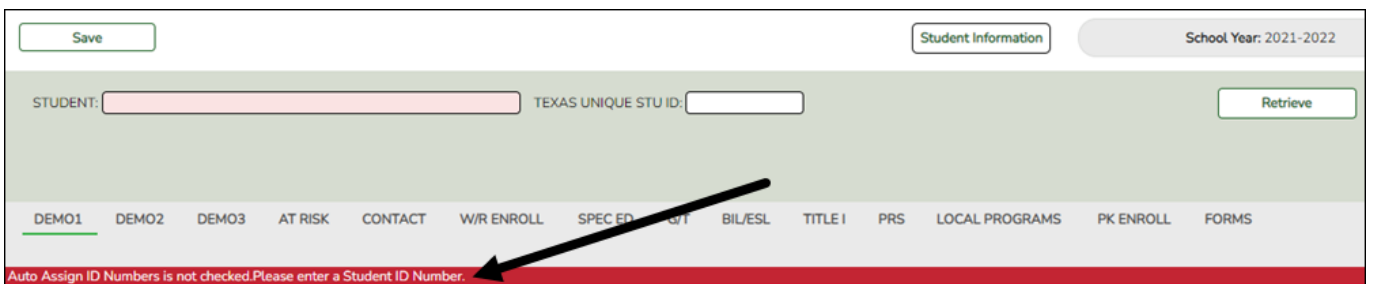 Save Student Information School Year: 2021-2022
STUDENT: TEXAS UNIQUE STU ID: Retrieve
DEMO1 DEMO2 DEMO3 AT RISK CONTACT W/R ENROLL SPEC ED G/T BIL/ESL TITLE I PRS LOCAL PROGRAMS PK ENROLL FORMS
Auto Assign ID Numbers is not checked.Please enter a Student ID Number.